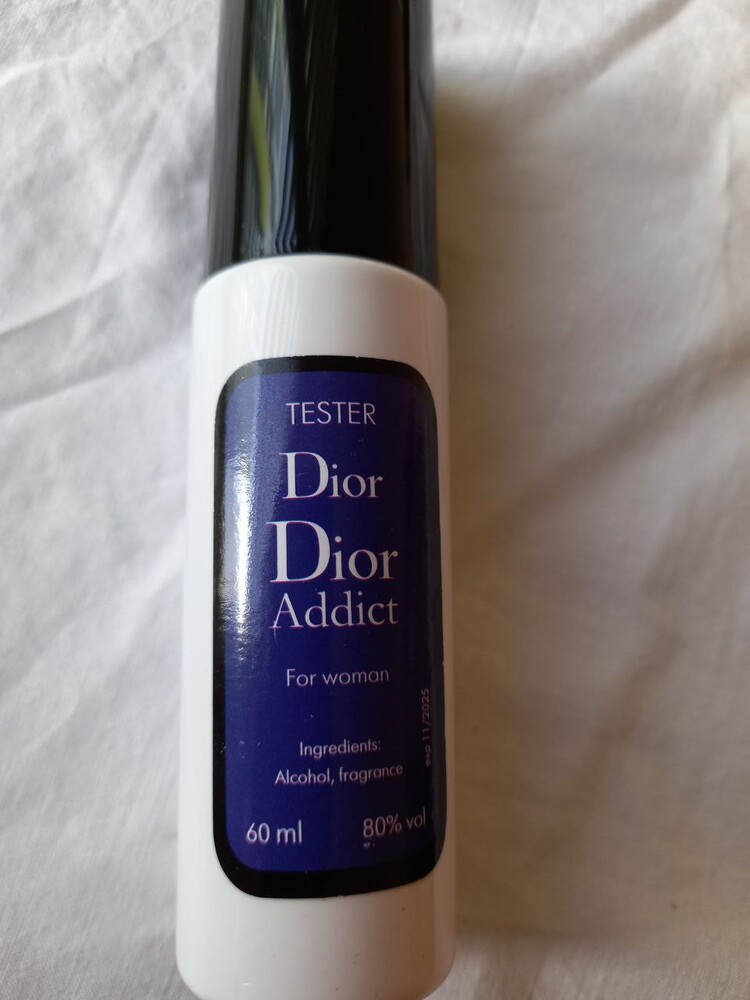 TESTER
Dior
Dior
Addict
For woman
exp 11/2025
Ingredients:
Alcohol, fragrance
60 ml 80% vol